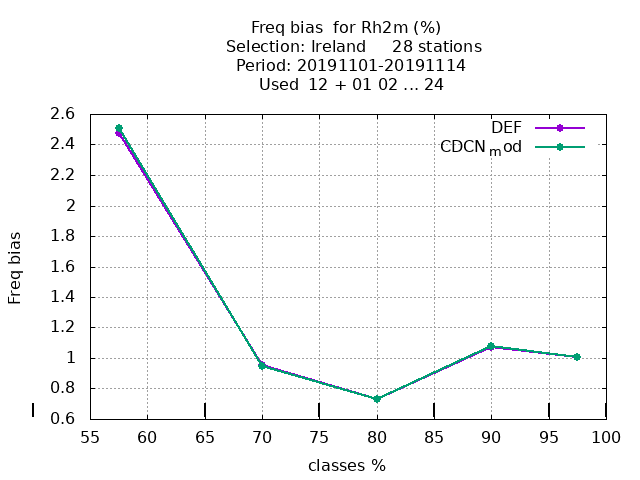 Freq bias  for Rh2m (%)
Selection: Ireland     28 stations
Period: 20191101-20191114
Used  12 + 01 02 ... 24
DEF
CDCN_mod
2.6
2.4
2.2
2
1.8
1.6
1.4
1.2
1
0.8
0.6
Freq bias
55 60 65 70 75 80 85 90 95 100
classes %